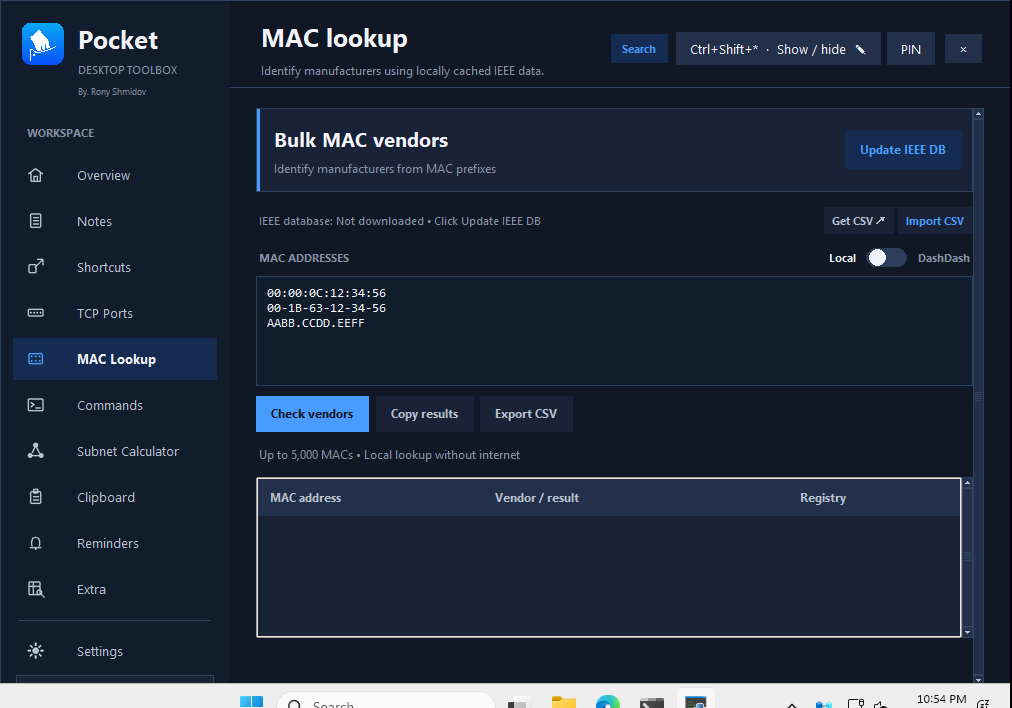 Pocket
DESKTOP TOOLBOX
By. Rony Shmidov
WORKSPACE
Overview
Notes
Shortcuts
TCP Ports
MAC Lookup
Commands
Subnet Calculator
Clipboard
Reminders
Extra
Settings
MAC lookup
Identify manufacturers using locally cached IEEE data.
Search
Ctrl+Shift+* · Show / hide
PIN
×
Bulk MAC vendors
Identify manufacturers from MAC prefixes
Update IEEE DB
IEEE database: Not downloaded • Click Update IEEE DB
Get CSV↗
Import CSV
MAC ADDRESSES
Local
DashDash
00:00:0C:12:34:56
00-1B-63-12-34-56
AABB.CCDD.EEFF
Check vendors
Copy results
Export CSV
Up to 5,000 MACs • Local lookup without internet
MAC address
Vendor / result
Registry
Search
10:54 PM